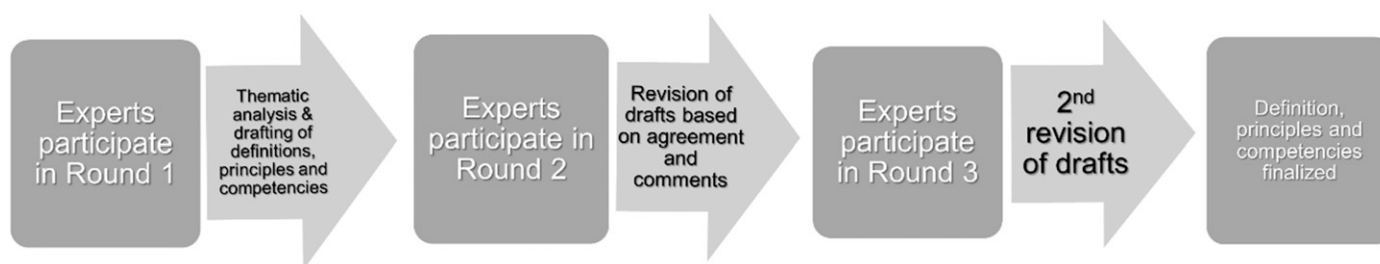 Experts
participate
in Round 1
Thematic
analysis &
drafting of
definitions,
principles and
competencies
Experts
participate in
Round 2
Revision of
drafts based
on agreement
and
comments
Experts
participate
in Round 3
2nd
revision
of drafts
Definition,
principles and
competencies
finalized